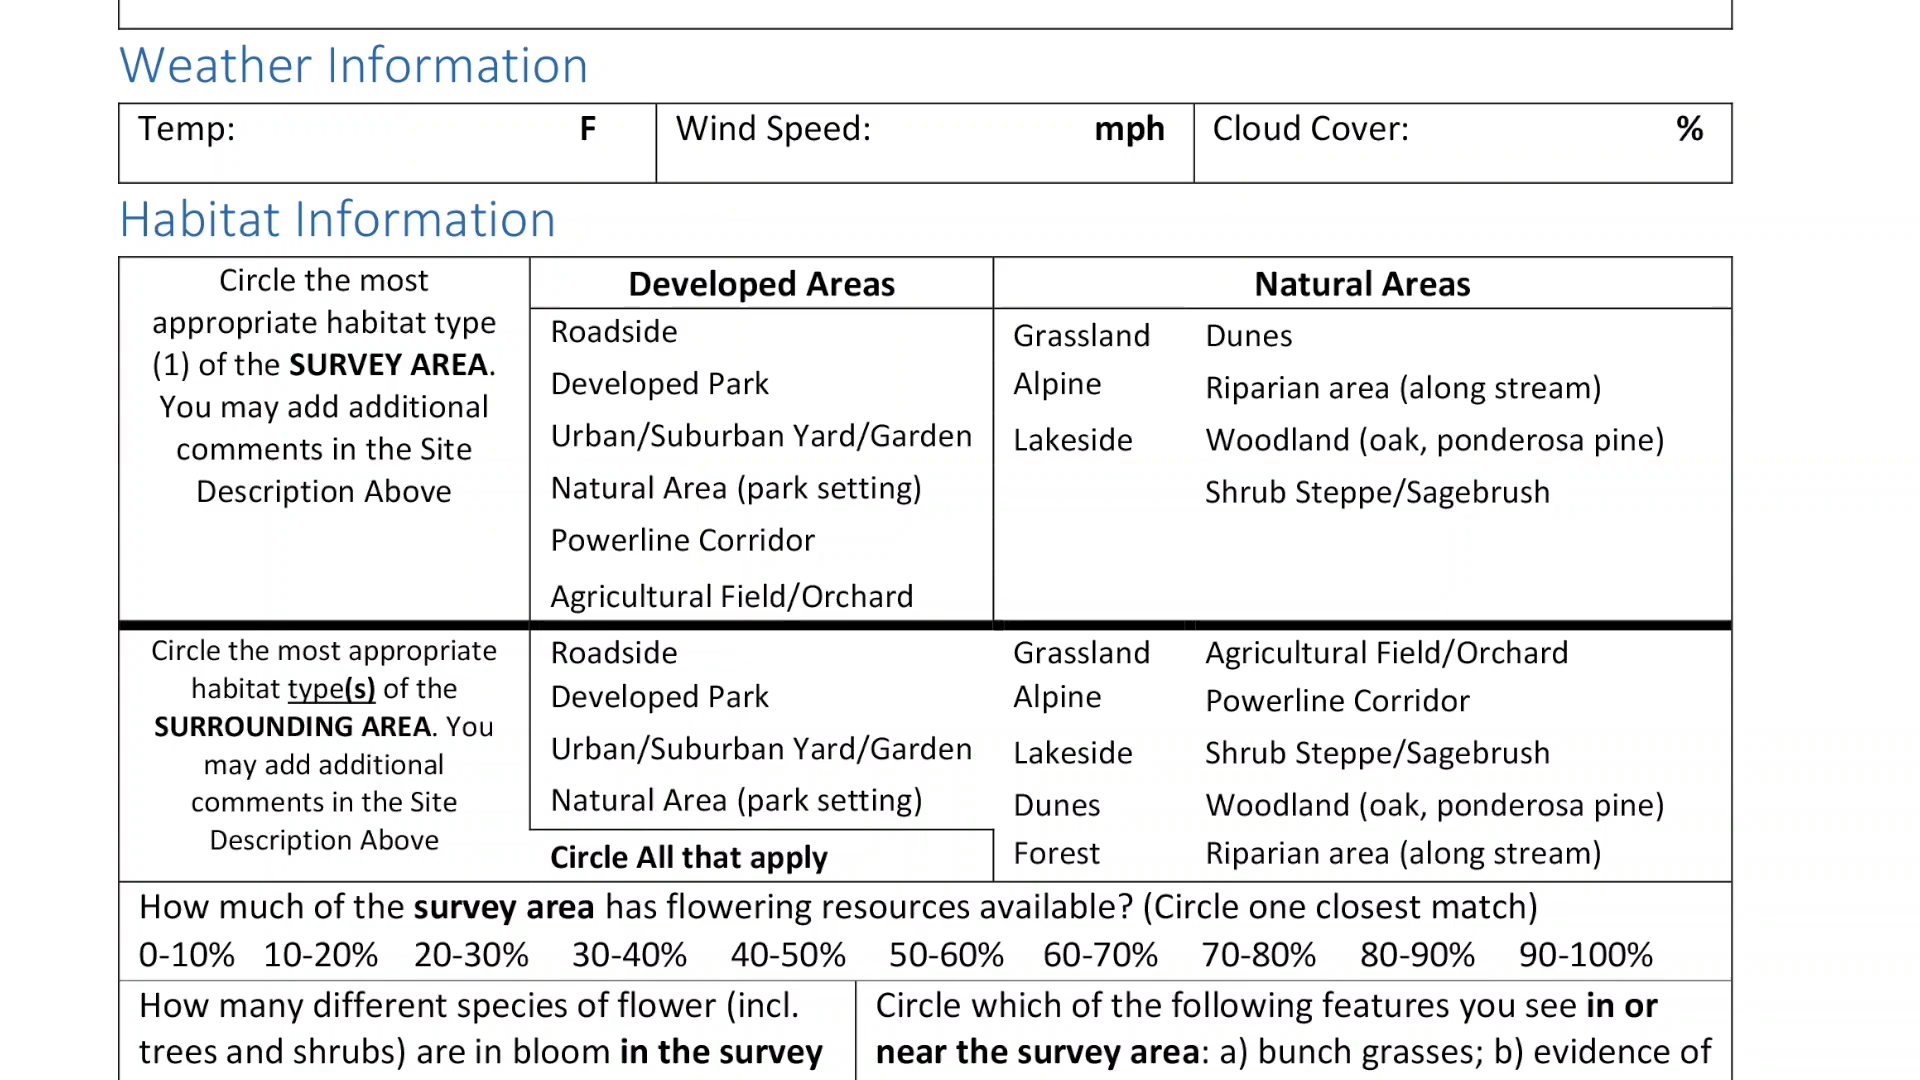 Weather Information
Temp: F Wind Speed: mph Cloud Cover: %
Habitat Information
Circle the most
appropriate habitat type
(1) of the SURVEY AREA.
You may add additional
comments in the Site
Description Above
Developed Areas
Roadside
Developed Park
Urban/Suburban Yard/Garden
Natural Area (park setting)
Powerline Corridor
Agricultural Field/Orchard
Natural Areas
Grassland Dunes
Alpine Riparian area (along stream)
Lakeside Woodland (oak, ponderosa pine)
Shrub Steppe/Sagebrush
Circle the most appropriate
habitat type(s) of the
SURROUNDING AREA. You
may add additional
comments in the Site
Description Above
Roadside
Developed Park
Urban/Suburban Yard/Garden
Natural Area (park setting)
Circle All that apply
Grassland Agricultural Field/Orchard
Alpine Powerline Corridor
Lakeside Shrub Steppe/Sagebrush
Dunes Woodland (oak, ponderosa pine)
Forest Riparian area (along stream)
How much of the survey area has flowering resources available? (Circle one closest match)
0-10% 10-20% 20-30% 30-40% 40-50% 50-60% 60-70% 70-80% 80-90% 90-100%
How many different species of flower (incl.
trees and shrubs) are in bloom in the survey
Circle which of the following features you see in or
near the survey area: a) bunch grasses; b) evidence of